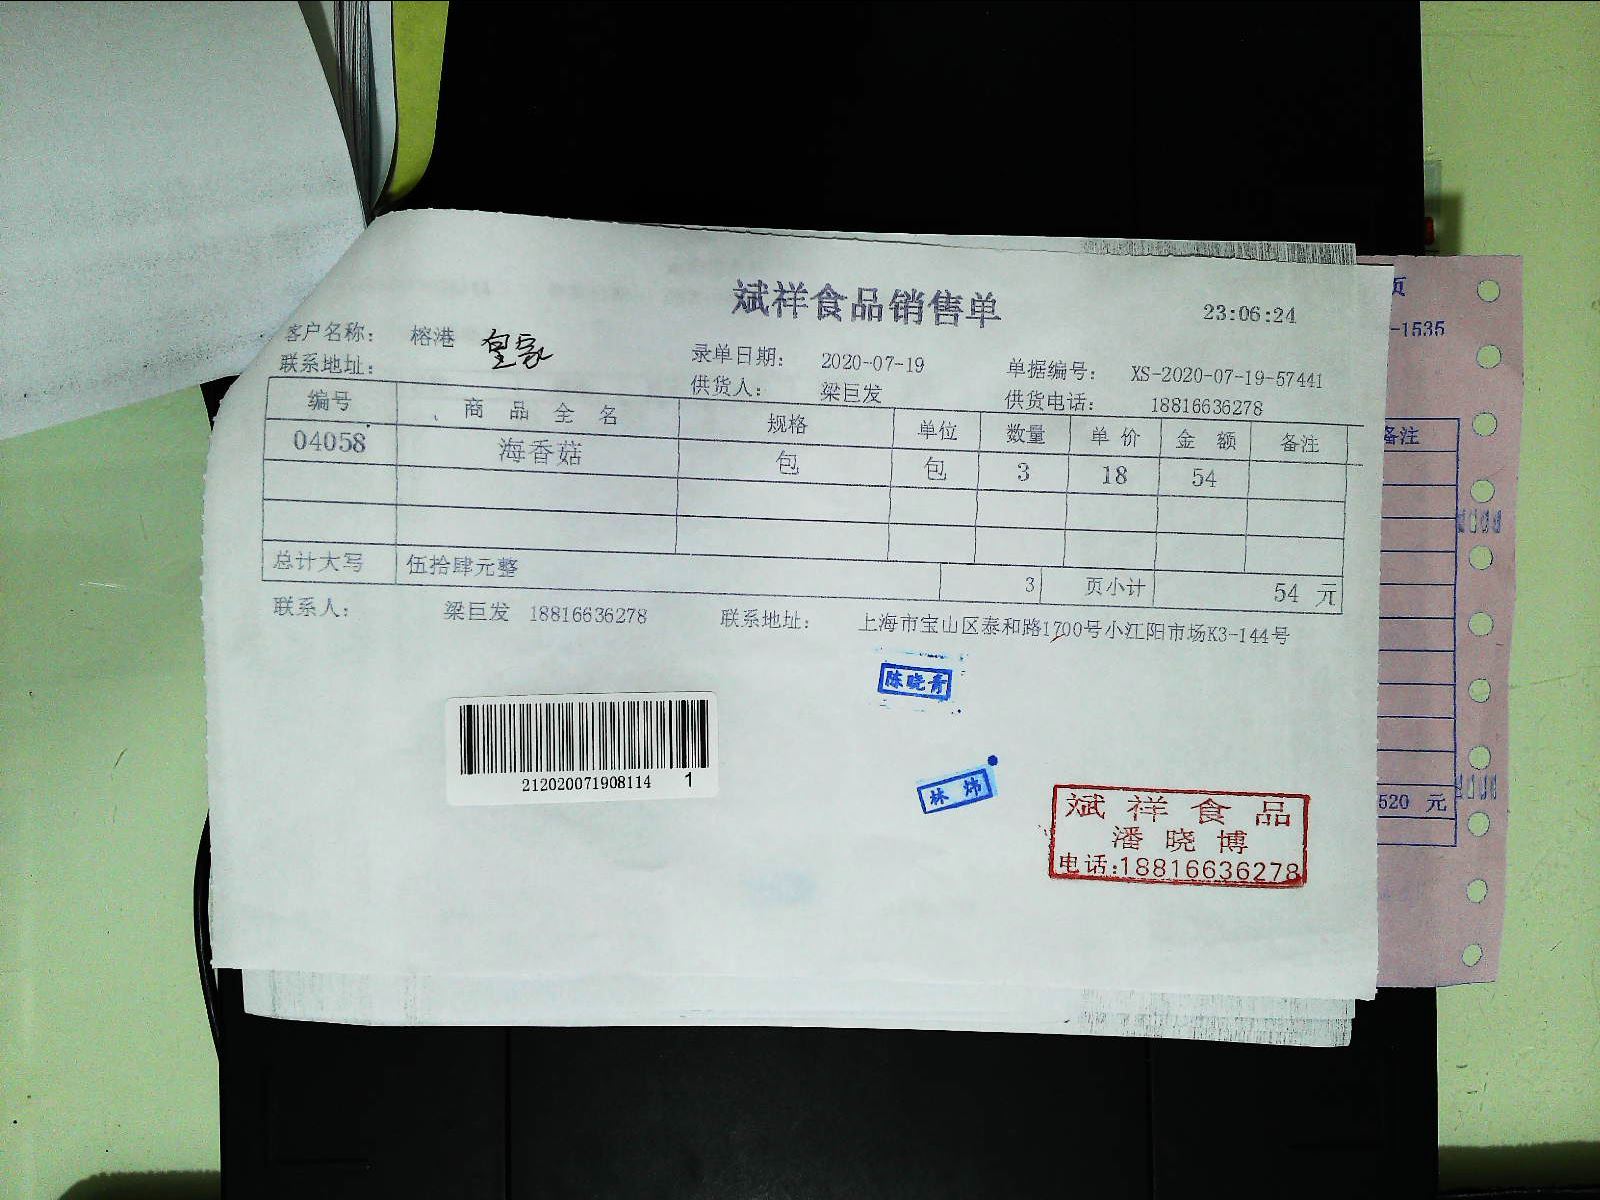 斌祥食品销售单
23:06:24
客户名称： 榕港 皇家
录单日期： 2020-07-19 单据编号： XS-2020-07-19-57441
联系地址： 供货人： 梁巨发 供货电话： 18816636278
编号 商品全名 规格 单位 数量 单价 金额 备注
04058 海香菇 包 包 3 18 54
总计大写 伍拾肆元整 3 页小计 54 元
联系人： 梁巨发 18816636278 联系地址： 上海市宝山区泰和路1700号小江阳市场K3-144号
陈晓青
212020071908114 1
林炜
斌祥食品
潘晓博
电话:18816636278
页
-1535
备注
520 元